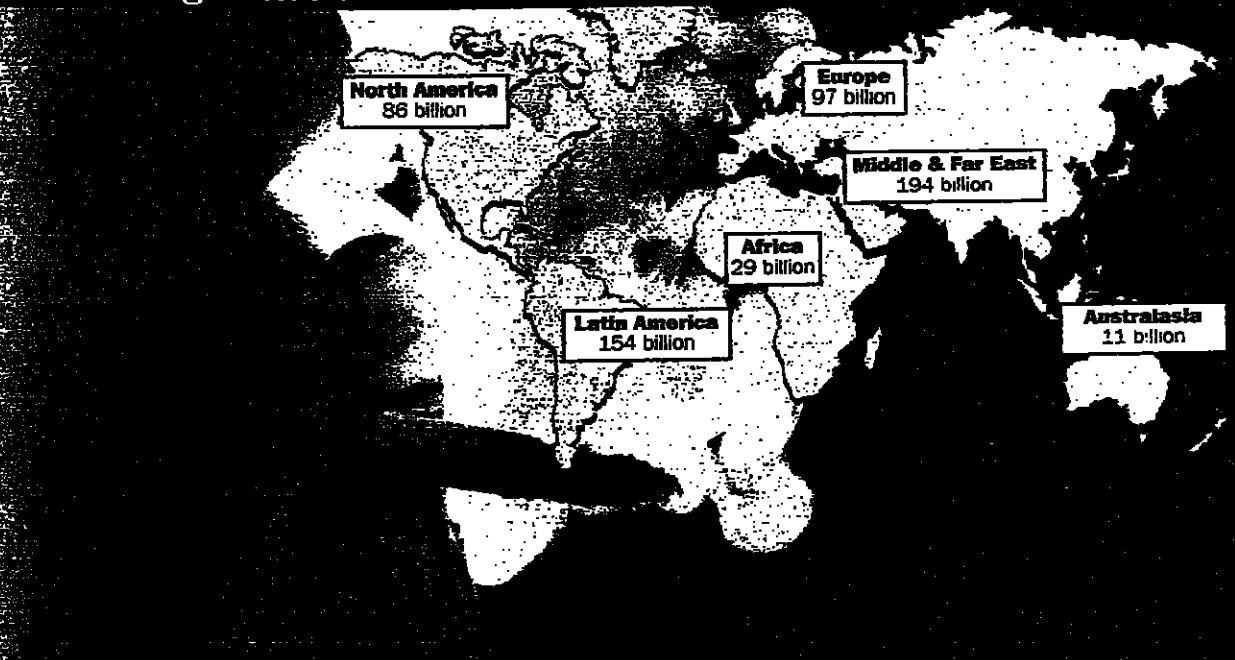 North America
86 billion
Europe
97 billion
Middle & Far East
194 billion
Africa
29 billion
Latin America
154 billion
Australasia
11 billion